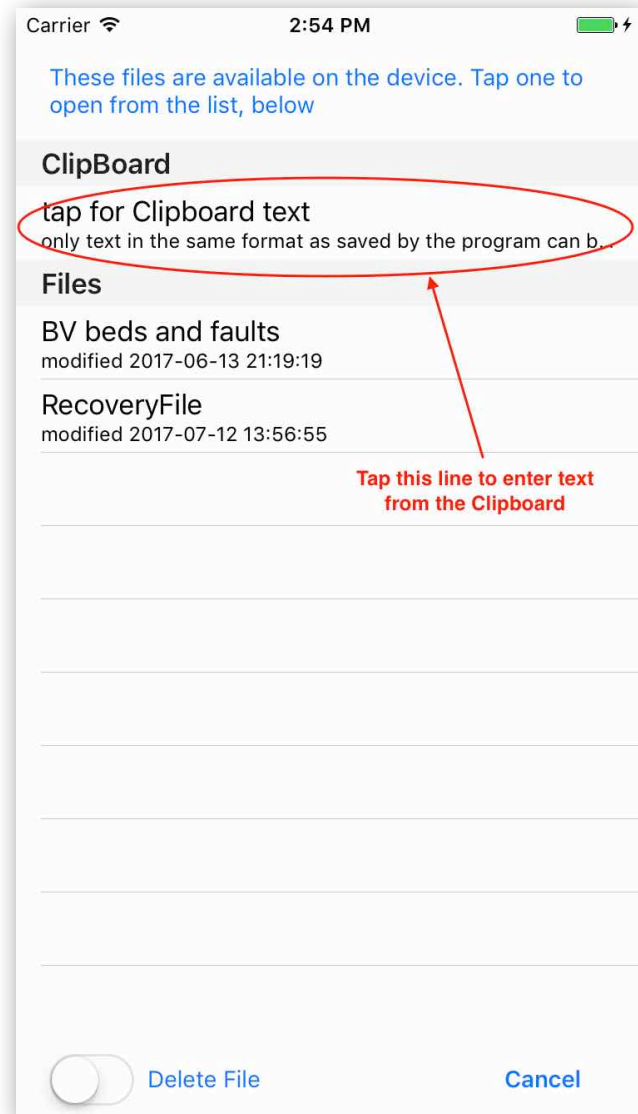 Carrier 2:54 PM
These files are available on the device. Tap one to
open from the list, below
ClipBoard
tap for Clipboard text
only text in the same format as saved by the program can b...
Files
BV beds and faults
modified 2017-06-13 21:19:19
RecoveryFile
modified 2017-07-12 13:56:55
Tap this line to enter text
from the Clipboard
Delete File Cancel